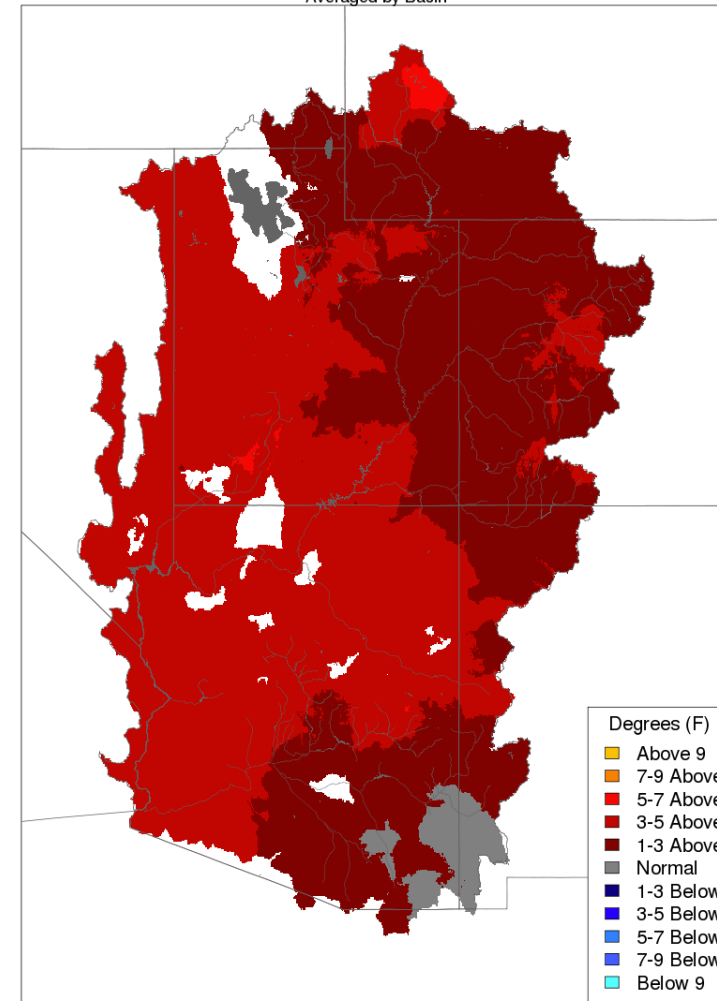 Averaged by Basin
Degrees (F)
Above 9
7-9 Above
5-7 Above
3-5 Above
1-3 Above
Normal
1-3 Below
3-5 Below
5-7 Below
7-9 Below
Below 9